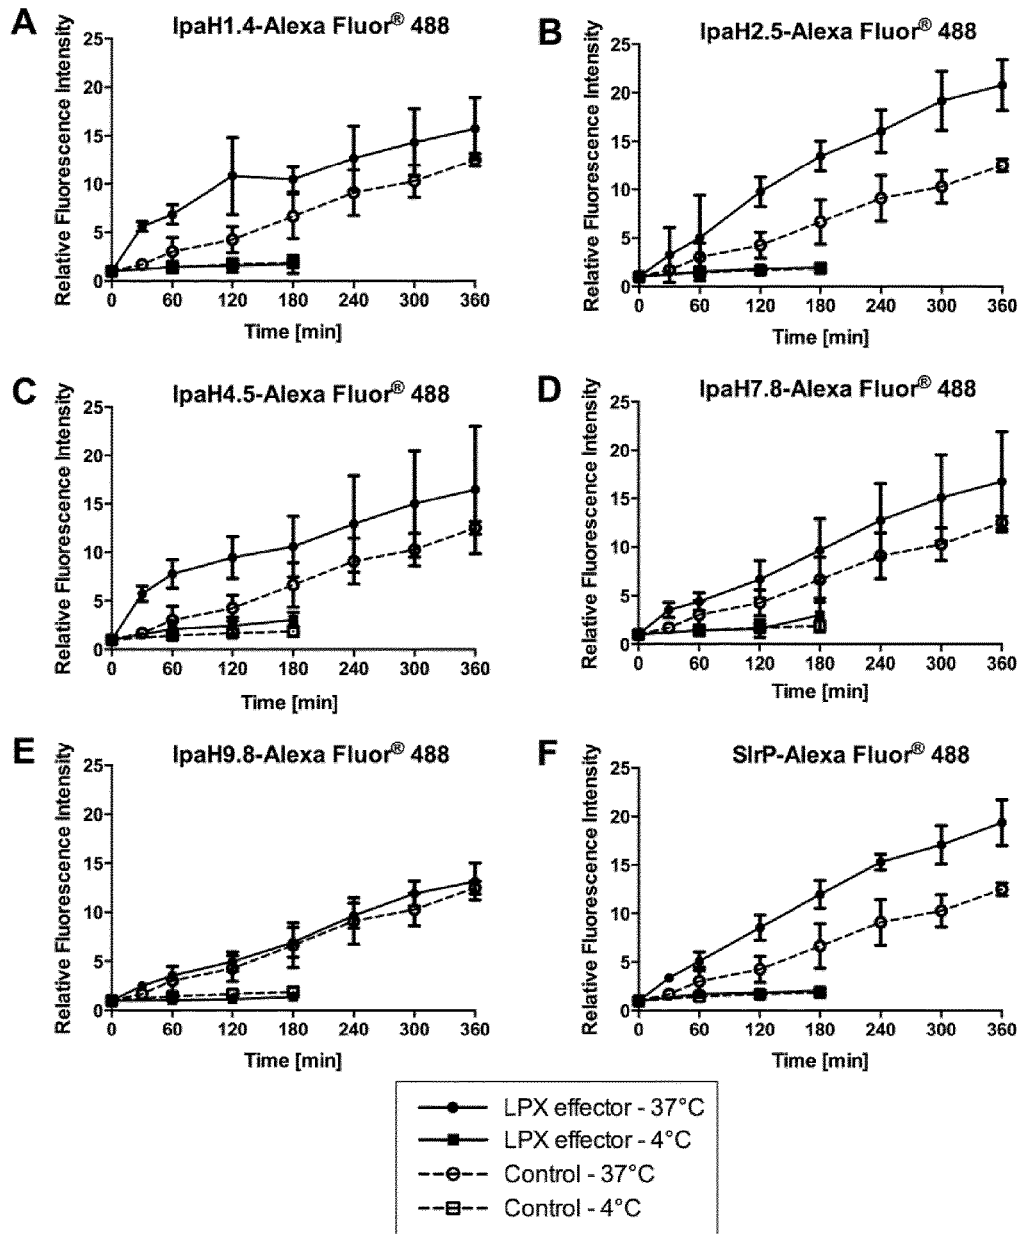 A
IpaH1.4-Alexa Fluor® 488
Relative Fluorescence Intensity
25
20
15
10
5
0
0 60 120 180 240 300 360
Time [min]
B
IpaH2.5-Alexa Fluor® 488
Relative Fluorescence Intensity
25
20
15
10
5
0
0 60 120 180 240 300 360
Time [min]
C
IpaH4.5-Alexa Fluor® 488
Relative Fluorescence Intensity
25
20
15
10
5
0
0 60 120 180 240 300 360
Time [min]
D
IpaH7.8-Alexa Fluor® 488
Relative Fluorescence Intensity
25
20
15
10
5
0
0 60 120 180 240 300 360
Time [min]
E
IpaH9.8-Alexa Fluor® 488
Relative Fluorescence Intensity
25
20
15
10
5
0
0 60 120 180 240 300 360
Time [min]
F
SlrP-Alexa Fluor® 488
Relative Fluorescence Intensity
25
20
15
10
5
0
0 60 120 180 240 300 360
Time [min]
LPX effector - 37°C
LPX effector - 4°C
Control - 37°C
Control - 4°C